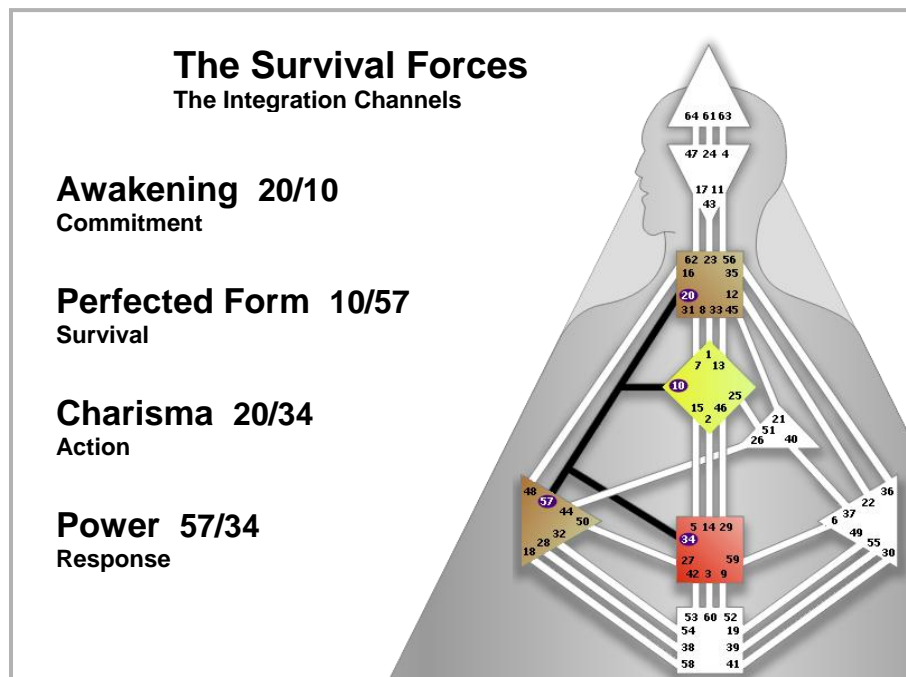 The Survival Forces
The Integration Channels
Awakening 20/10
Commitment
Perfected Form 10/57
Survival
Charisma 20/34
Action
Power 57/34
Response
64 61 63
47 24 4
17 11
43
62 23 56
16 35
20 12
31 8 33 45
1
7 13
10
25
15 46
2
21
51
26 40
48
57
44
50
32
28
18
36
22
37
6
49
55
30
5 14 29
34
27 59
42 3 9
53 60 52
54 19
38 39
58 41